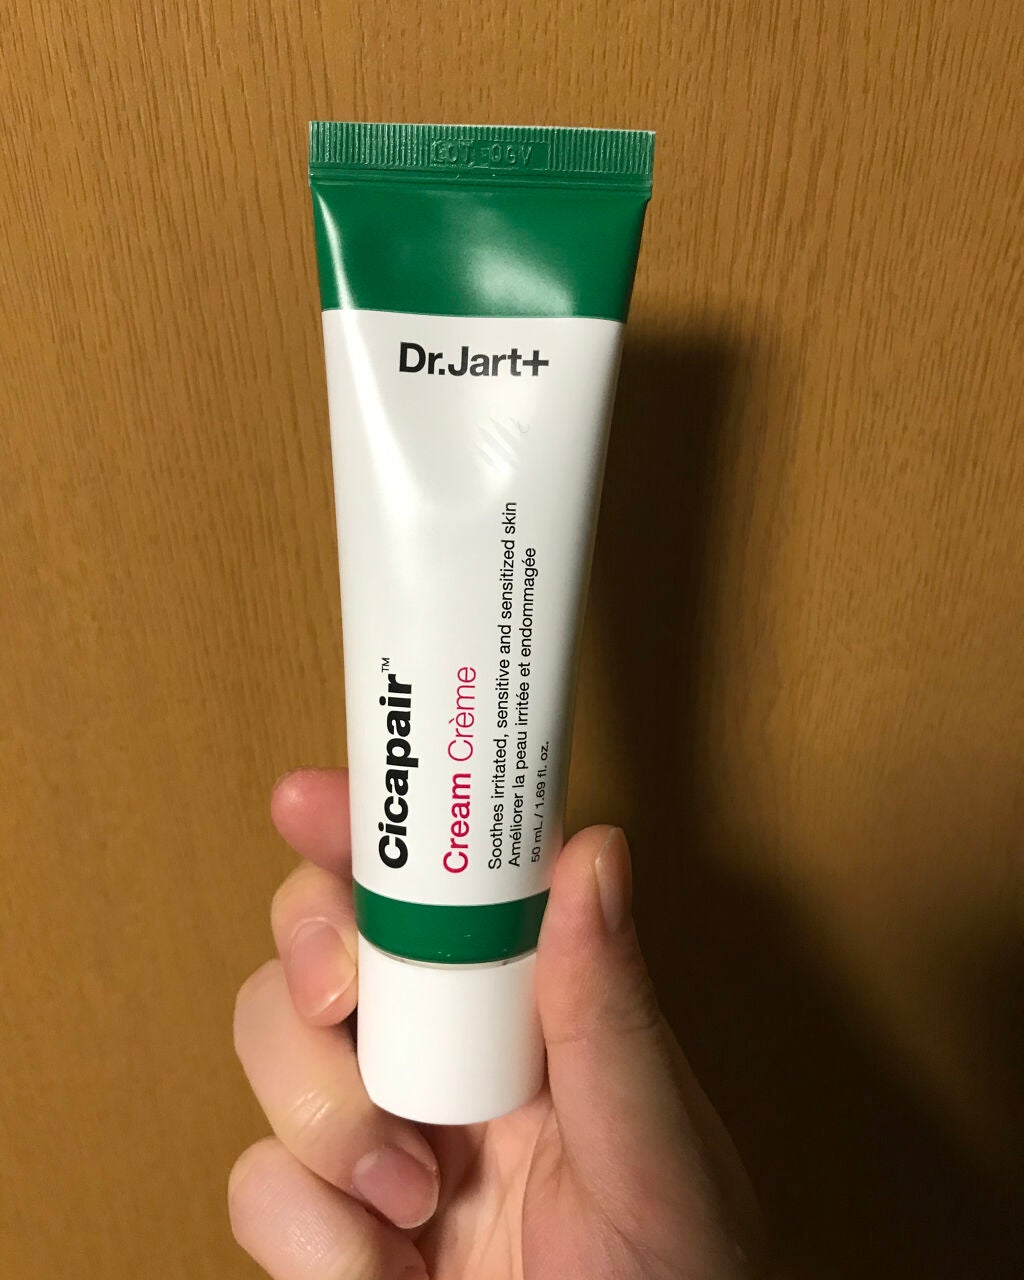 Dr.Jart+
Cicapair™
Cream Crème
Soothes irritated, sensitive and sensitized skin
Améliorer la peau irritée et endommagée
50 mL / 1.69 fl. oz.